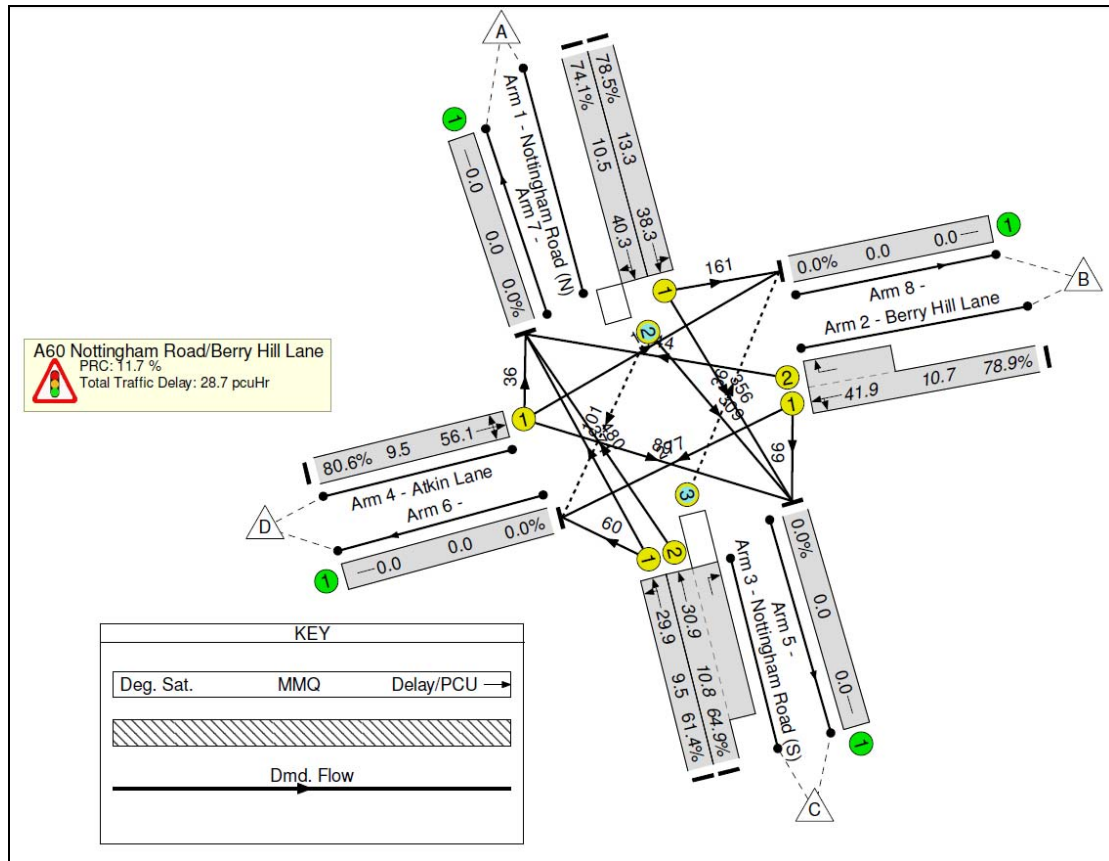 A
Arm 1 - Nottingham Road (N)
Arm 7 -
1
0.0
0.0
0.0%
74.1%
10.5
40.3
78.5%
13.3
38.3
1
2
161
0.0%
0.0
0.0
1
Arm 8 -
B
Arm 2 - Berry Hill Lane
2
1
41.9
10.7
78.9%
A60 Nottingham Road/Berry Hill Lane
PRC: 11.7 %
Total Traffic Delay: 28.7 pcuHr
36
1
80.6%
9.5
56.1
Arm 4 - Atkin Lane
Arm 6 -
D
0.0
0.0
0.0%
1
356
309
101
480
99
60
3
1
2
29.9
9.5
61.4%
30.9
10.8
64.9%
Arm 3 - Nottingham Road (S)
Arm 5 -
0.0%
0.0
0.0
1
C
KEY
Deg. Sat.
MMQ
Delay/PCU
Dmd. Flow